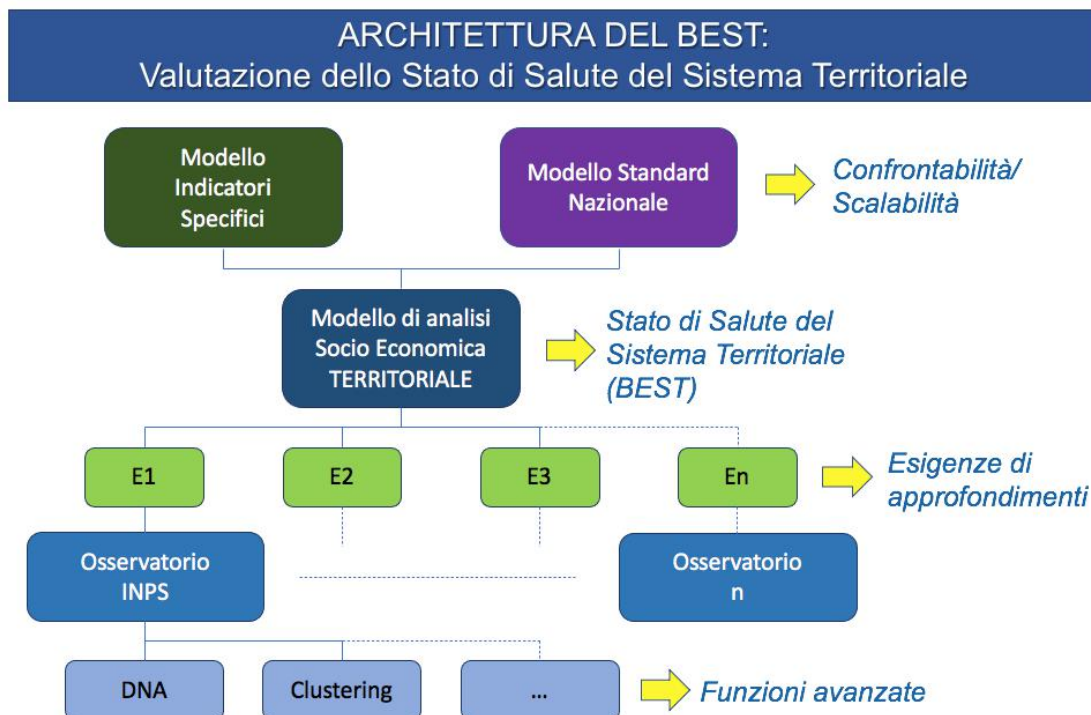 ARCHITETTURA DEL BEST:
Valutazione dello Stato di Salute del Sistema Territoriale
Modello
Indicatori
Specifici
Modello Standard
Nazionale
Confrontabilità/
Scalabilità
Modello di analisi
Socio Economica
TERRITORIALE
Stato di Salute del
Sistema Territoriale
(BEST)
E1
E2
E3
En
Esigenze di
approfondimenti
Osservatorio
INPS
Osservatorio
n
DNA
Clustering
...
Funzioni avanzate